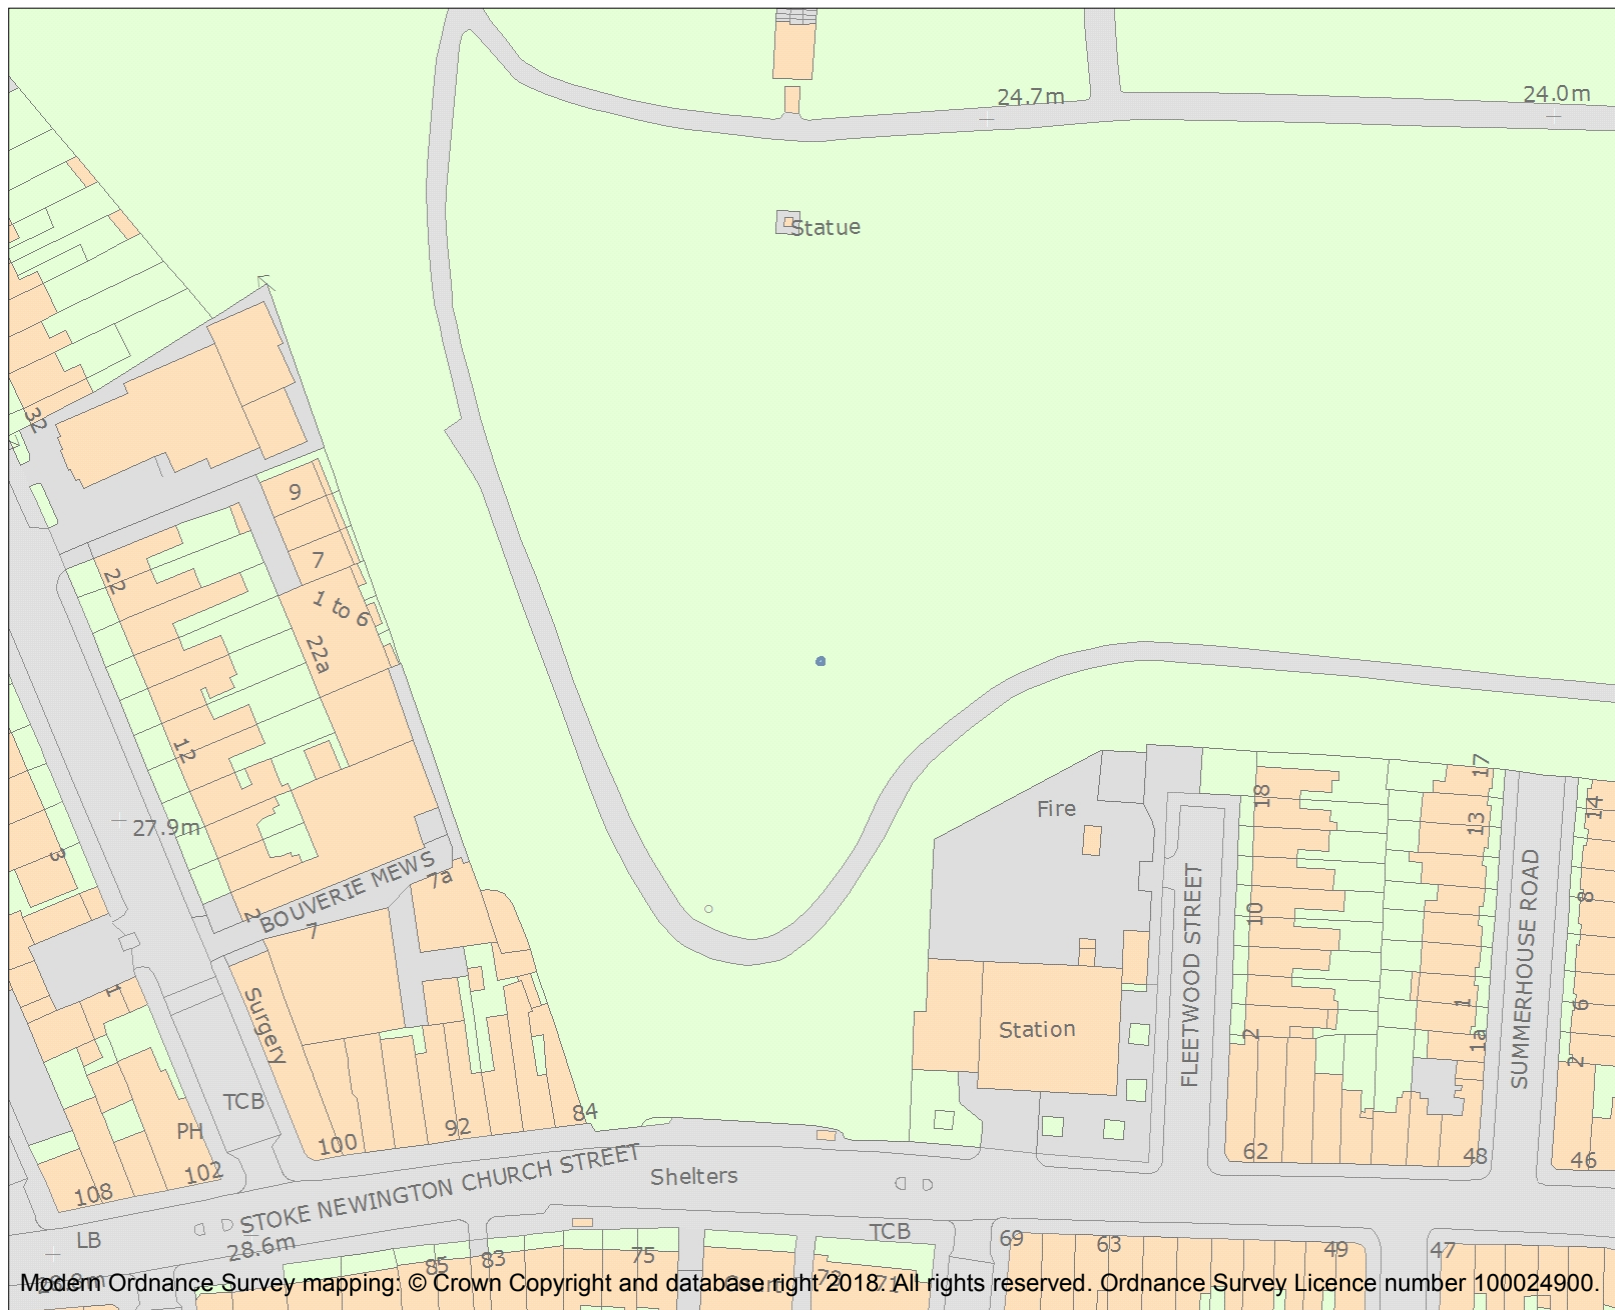 24.7m
24.0m
Statue
32
9
7
1 to 6
22
22a
12
27.9m
3
BOUVERIE MEWS
7a
2
7
Surgery
1
TCB
PH
100
92
84
102
108
LB
STOKE NEWINGTON CHURCH STREET
28.6m
Shelters
Fire
Station
FLEETWOOD STREET
18
10
2
62
17
13
1
1a
48
SUMMERHOUSE ROAD
14
8
6
2
46
85
83
75
TCB
69
63
49
47
Court
73
71
Modern Ordnance Survey mapping: © Crown Copyright and database right 2018. All rights reserved. Ordnance Survey Licence number 100024900.